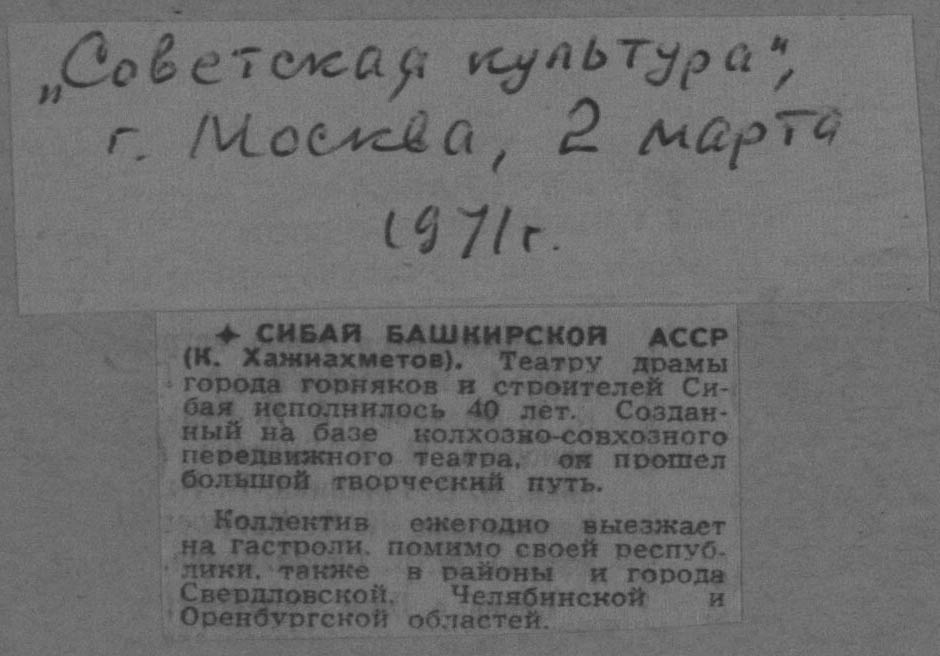 „Советская культура",
г. Москва, 2 марта
1971г.
✦ СИБАЙ БАШКИРСКОЙ АССР
(К. Хажиахметов). Театру драмы
города горняков и строителей Си-
бая исполнилось 40 лет. Создан-
ный на базе колхозно-совхозного
передвижного театра, он прошел
большой творческий путь.
Коллектив ежегодно выезжает
на гастроли, помимо своей респуб-
лики, также в районы и города
Свердловской, Челябинской и
Оренбургской областей.